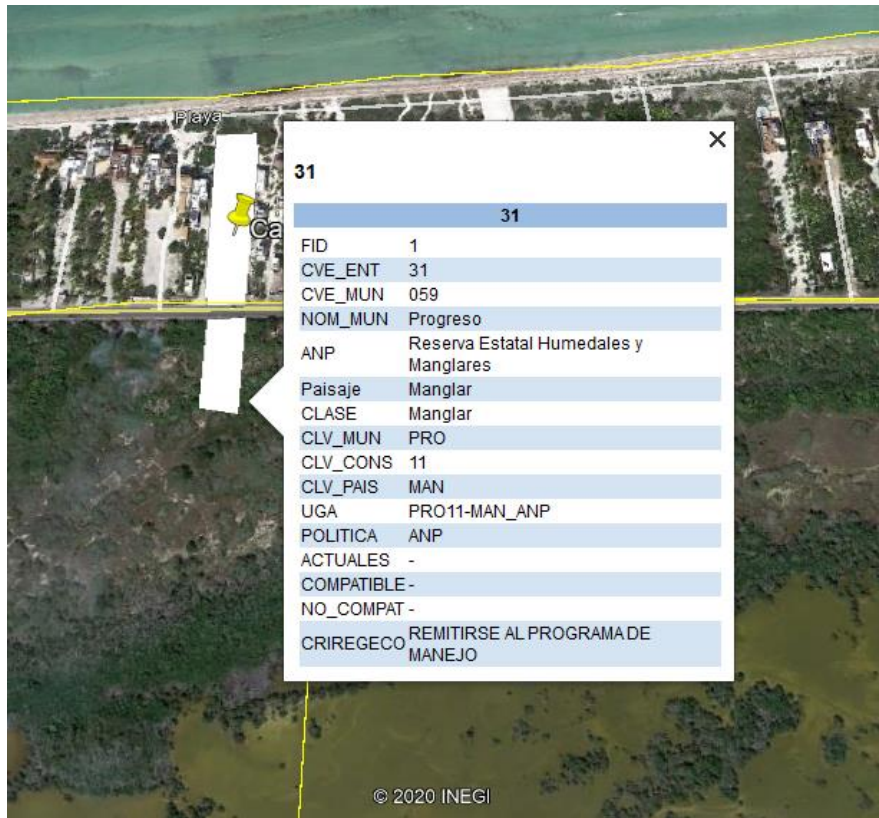 Playa
Ca
31
31
FID 1
CVE_ENT 31
CVE_MUN 059
NOM_MUN Progreso
ANP Reserva Estatal Humedales y
Manglares
Paisaje Manglar
CLASE Manglar
CLV_MUN PRO
CLV_CONS 11
CLV_PAIS MAN
UGA PRO11-MAN_ANP
POLITICA ANP
ACTUALES -
COMPATIBLE -
NO_COMPAT -
CRIREGECO REMITIRSE AL PROGRAMA DE
MANEJO
© 2020 INEGI